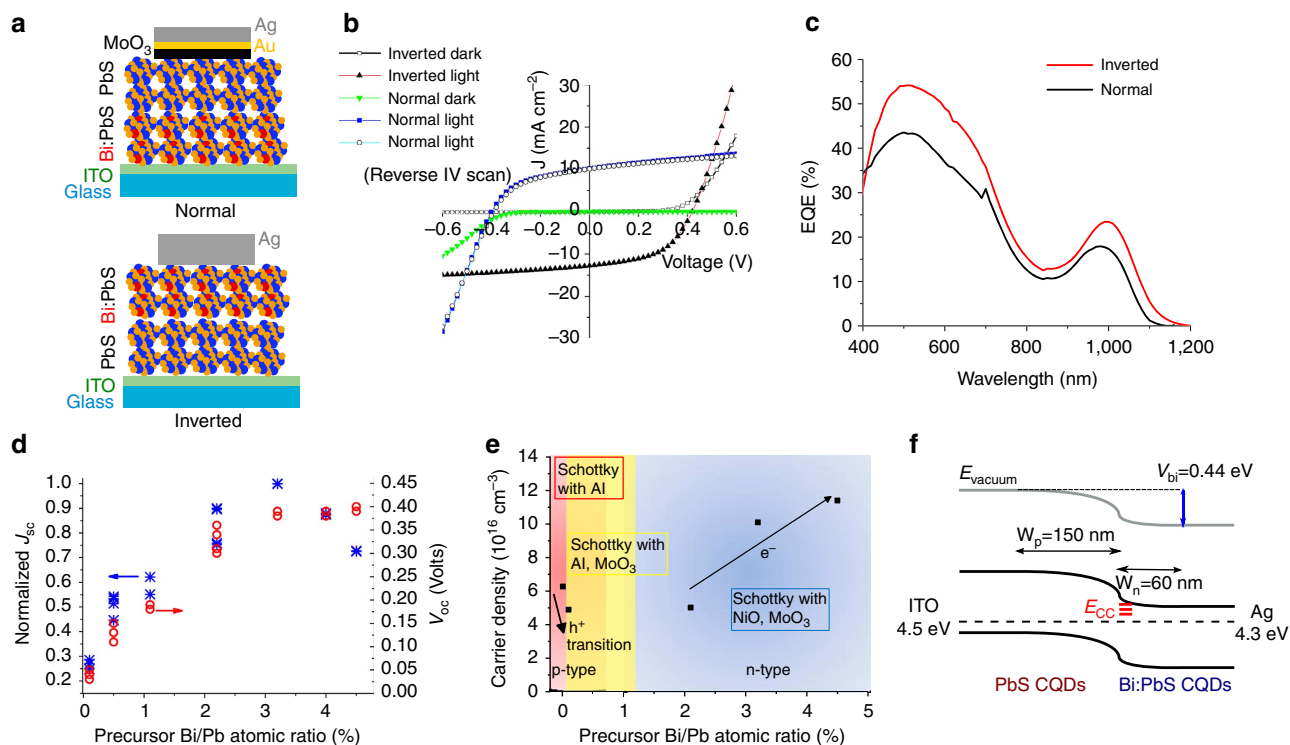 a
Ag
MoO3
Au
PbS
Bi:PbS
ITO
Glass
Normal
Ag
Bi:PbS
PbS
ITO
Glass
Inverted
b
Inverted dark
Inverted light
Normal dark
Normal light
Normal light
(Reverse IV scan)
J (mA cm−2)
30
20
10
0
−10
−20
−30
−0.6
−0.4
−0.2
0.0
0.2
0.4
0.6
Voltage (V)
c
Inverted
Normal
EQE (%)
60
50
40
30
20
10
0
400
600
800
1,000
1,200
Wavelength (nm)
d
Normalized Jsc
1.0
0.9
0.8
0.7
0.6
0.5
0.4
0.3
0.2
0.45
0.40
0.35
0.30
0.25
0.20
0.15
0.10
0.05
0.00
Voc (Volts)
0
1
2
3
4
Precursor Bi/Pb atomic ratio (%)
e
Carrier density (10^16 cm−3)
14
12
10
8
6
4
2
0
Schottky
with Al
Schottky with
Al, MoO3
e−
Schottky with
NiO, MoO3
h+
transition
p-type
n-type
0
1
2
3
4
5
Precursor Bi/Pb atomic ratio (%)
f
Evacuum
Vbi=0.44 eV
Wp=150 nm
Wn=60 nm
ECC
ITO
4.5 eV
Ag
4.3 eV
PbS CQDs
Bi:PbS CQDs